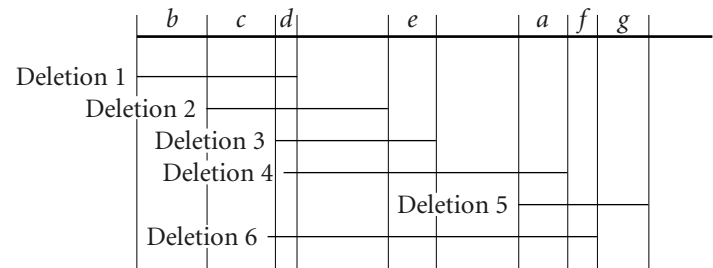 b c d e a f g
Deletion 1
Deletion 2
Deletion 3
Deletion 4
Deletion 5
Deletion 6